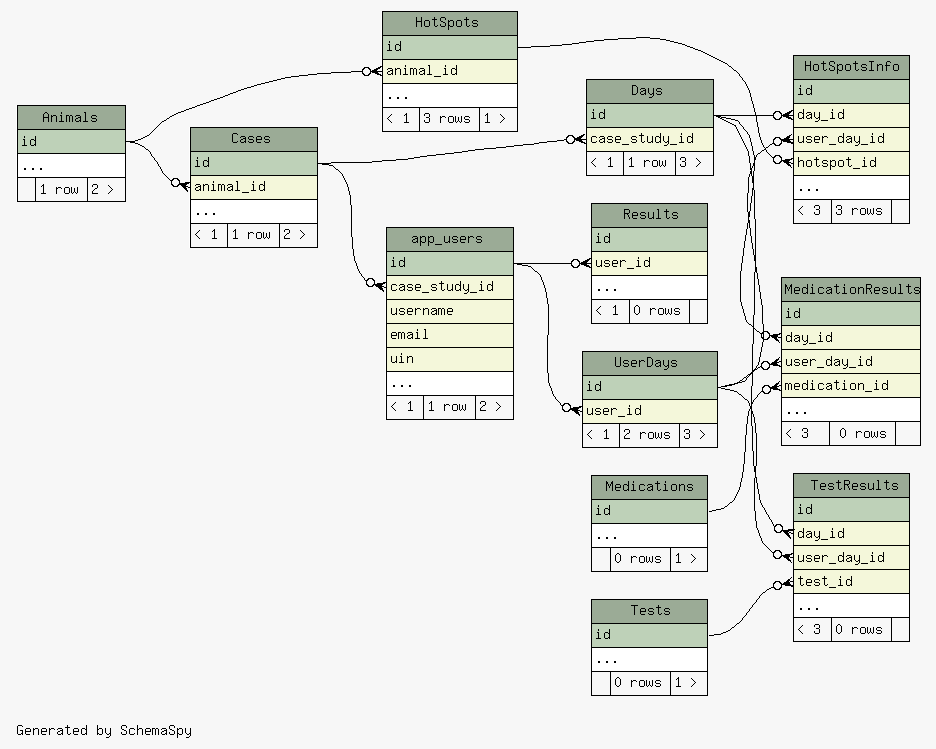 HotSpots
id
animal_id
...
< 1 3 rows 1 >
Animals
id
...
1 row 2 >
Cases
id
animal_id
...
< 1 1 row 2 >
app_users
id
case_study_id
username
email
uin
...
< 1 1 row 2 >
Days
id
case_study_id
< 1 1 row 3 >
Results
id
user_id
...
< 1 0 rows
UserDays
id
user_id
< 1 2 rows 3 >
Medications
id
...
0 rows 1 >
Tests
id
...
0 rows 1 >
HotSpotsInfo
id
day_id
user_day_id
hotspot_id
...
< 3 3 rows
MedicationResults
id
day_id
user_day_id
medication_id
...
< 3 0 rows
TestResults
id
day_id
user_day_id
test_id
...
< 3 0 rows
Generated by SchemaSpy